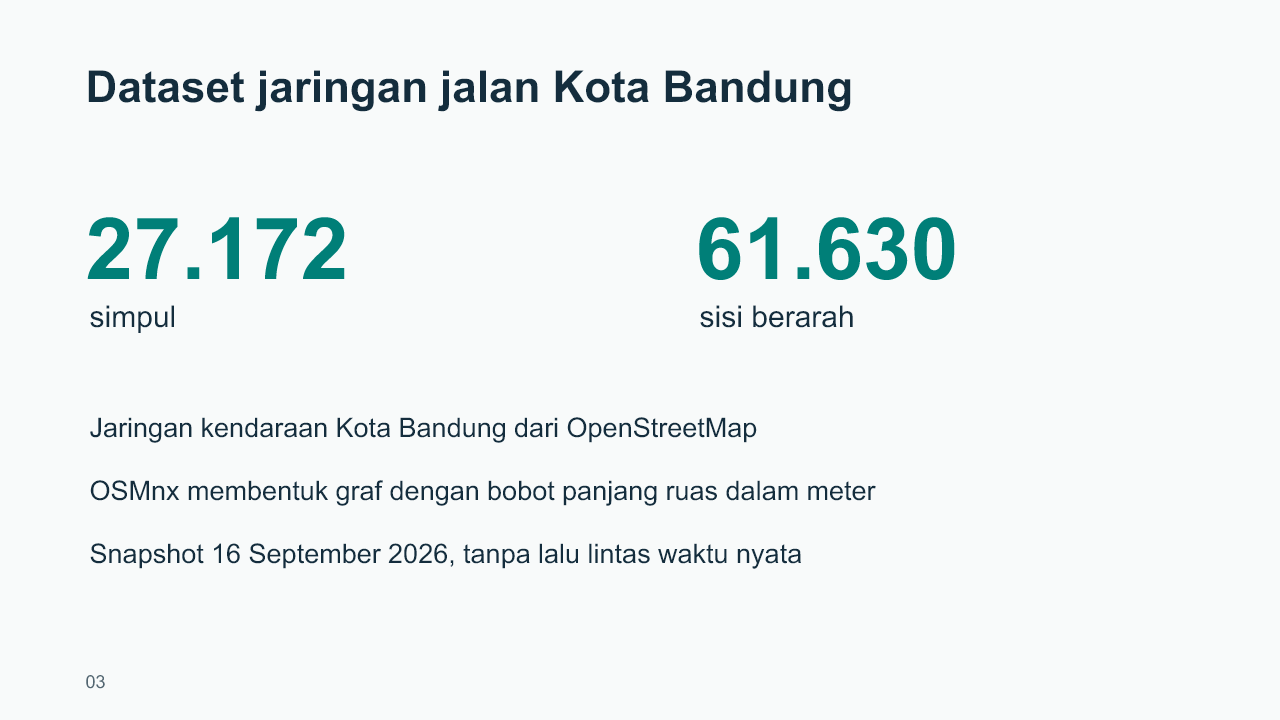 Dataset jaringan jalan Kota Bandung
27.172
simpul
61.630
sisi berarah
Jaringan kendaraan Kota Bandung dari OpenStreetMap
OSMnx membentuk graf dengan bobot panjang ruas dalam meter
Snapshot 16 September 2026, tanpa lalu lintas waktu nyata
03